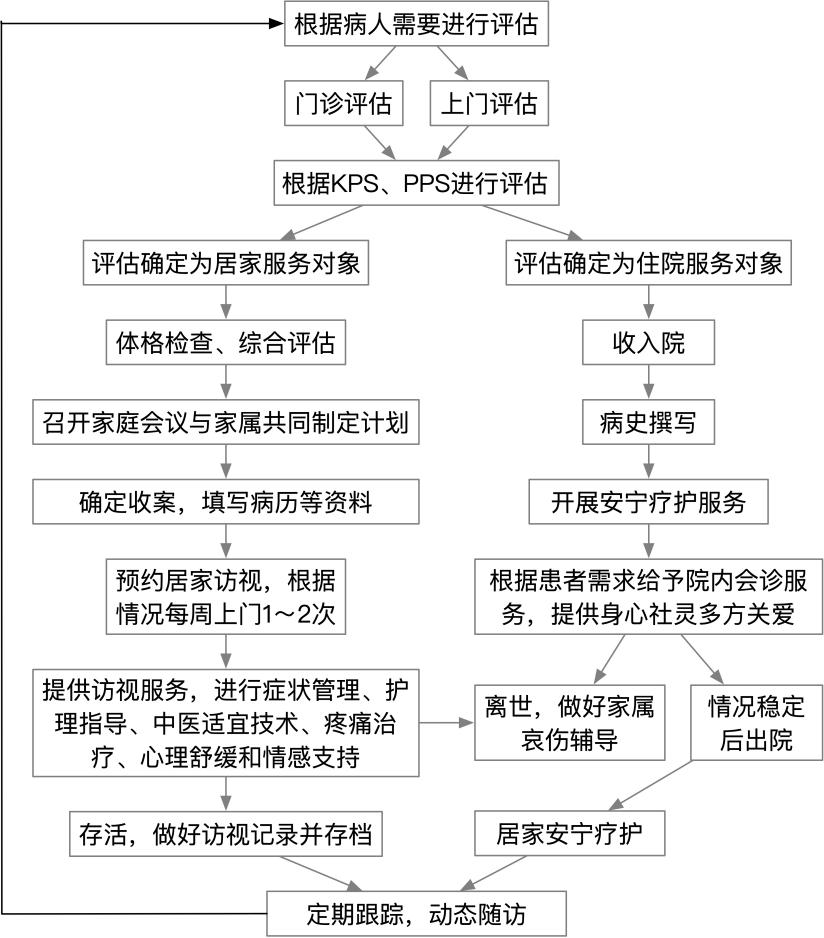 根据病人需要进行评估
门诊评估
上门评估
根据KPS、PPS进行评估
评估确定为居家服务对象
评估确定为住院服务对象
体格检查、综合评估
收入院
召开家庭会议与家属共同制定计划
病史撰写
确定收案，填写病历等资料
开展安宁疗护服务
预约居家访视，根据
情况每周上门1～2次
根据患者需求给予院内会诊服
务，提供身心社灵多方关爱
提供访视服务，进行症状管理、护
理指导、中医适宜技术、疼痛治
疗、心理舒缓和情感支持
离世，做好家属
哀伤辅导
情况稳定
后出院
存活，做好访视记录并存档
居家安宁疗护
定期跟踪，动态随访